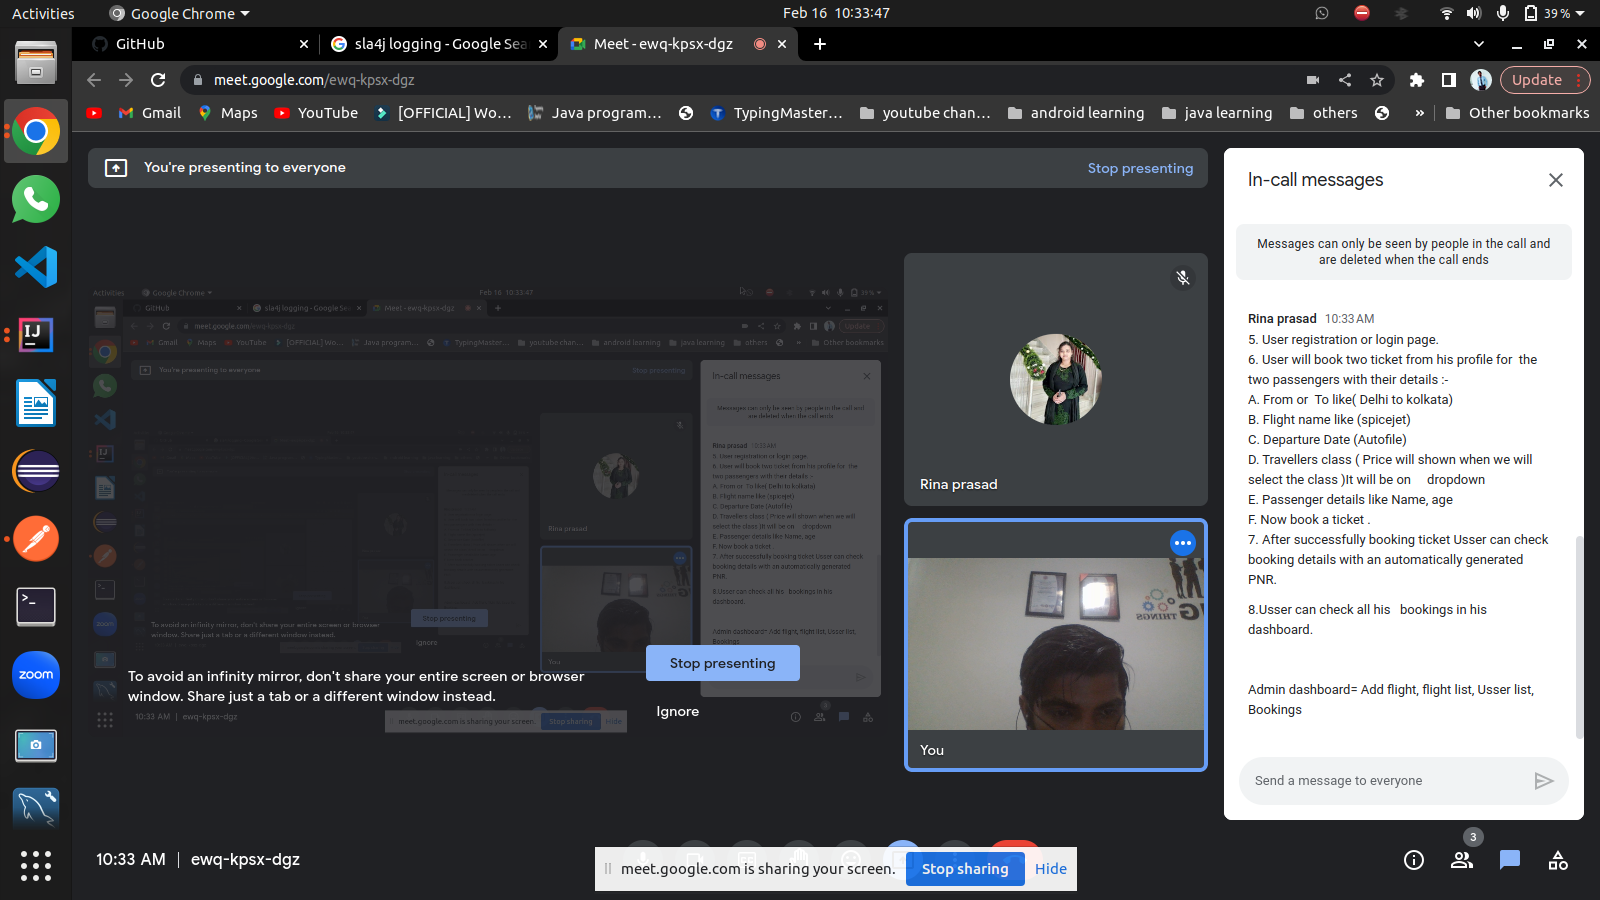 Activities
Google Chrome
Feb 16 10:33:47
39 %
GitHub
sla4j logging - Google Sea
Meet - ewq-kpsx-dgz
meet.google.com/ewq-kpsx-dgz
Update
Gmail
Maps
YouTube
[OFFICIAL] Wo...
Java program...
TypingMaster...
youtube chan...
android learning
java learning
others
»
Other bookmarks
You're presenting to everyone
Stop presenting
In-call messages
Messages can only be seen by people in the call and
are deleted when the call ends
Rina prasad 10:33 AM
5. User registration or login page.
6. User will book two ticket from his profile for the
two passengers with their details :-
A. From or To like( Delhi to kolkata)
B. Flight name like (spicejet)
C. Departure Date (Autofile)
D. Travellers class ( Price will shown when we will
select the class )It will be on dropdown
E. Passenger details like Name, age
F. Now book a ticket .
7. After successfully booking ticket Usser can check
booking details with an automatically generated
PNR.
8.Usser can check all his bookings in his
dashboard.
Admin dashboard= Add flight, flight list, Usser list,
Bookings
Send a message to everyone
Rina prasad
You
To avoid an infinity mirror, don't share your entire screen or browser
window. Share just a tab or a different window instead.
Stop presenting
Ignore
10:33 AM | ewq-kpsx-dgz
meet.google.com is sharing your screen.
Stop sharing
Hide
3
IJ
zoom